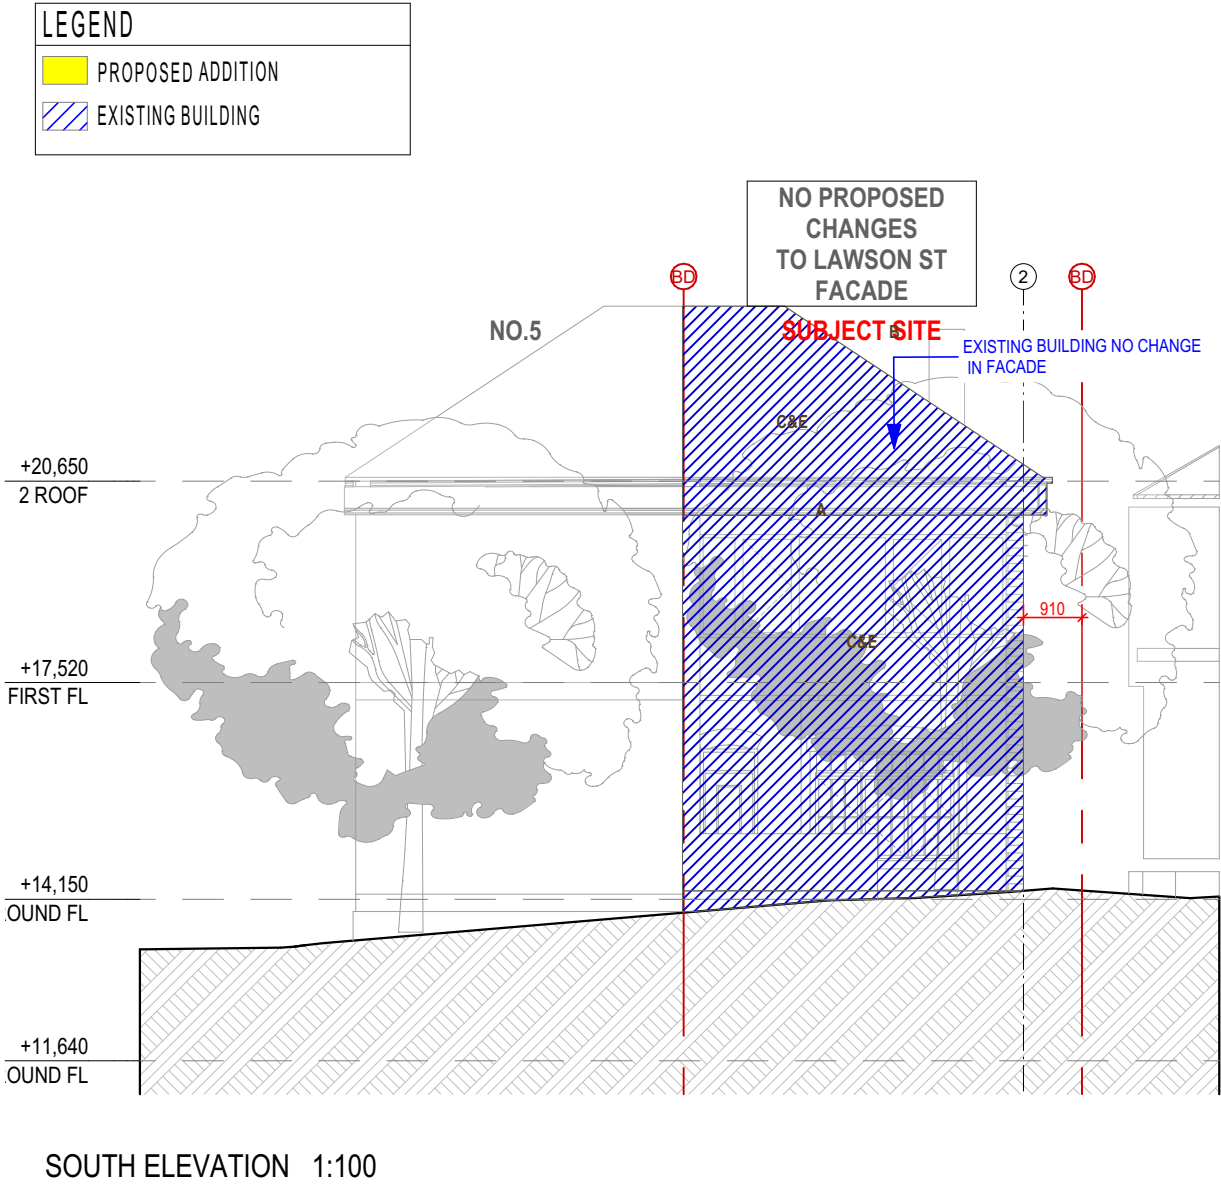 LEGEND
PROPOSED ADDITION
EXISTING BUILDING
NO PROPOSED
CHANGES
TO LAWSON ST
FACADE
BD
2
BD
NO.5
SUBJECT SITE
B
EXISTING BUILDING NO CHANGE
IN FACADE
C&E
+20,650
2 ROOF
A
910
C&E
+17,520
FIRST FL
+14,150
OUND FL
+11,640
OUND FL
SOUTH ELEVATION 1:100